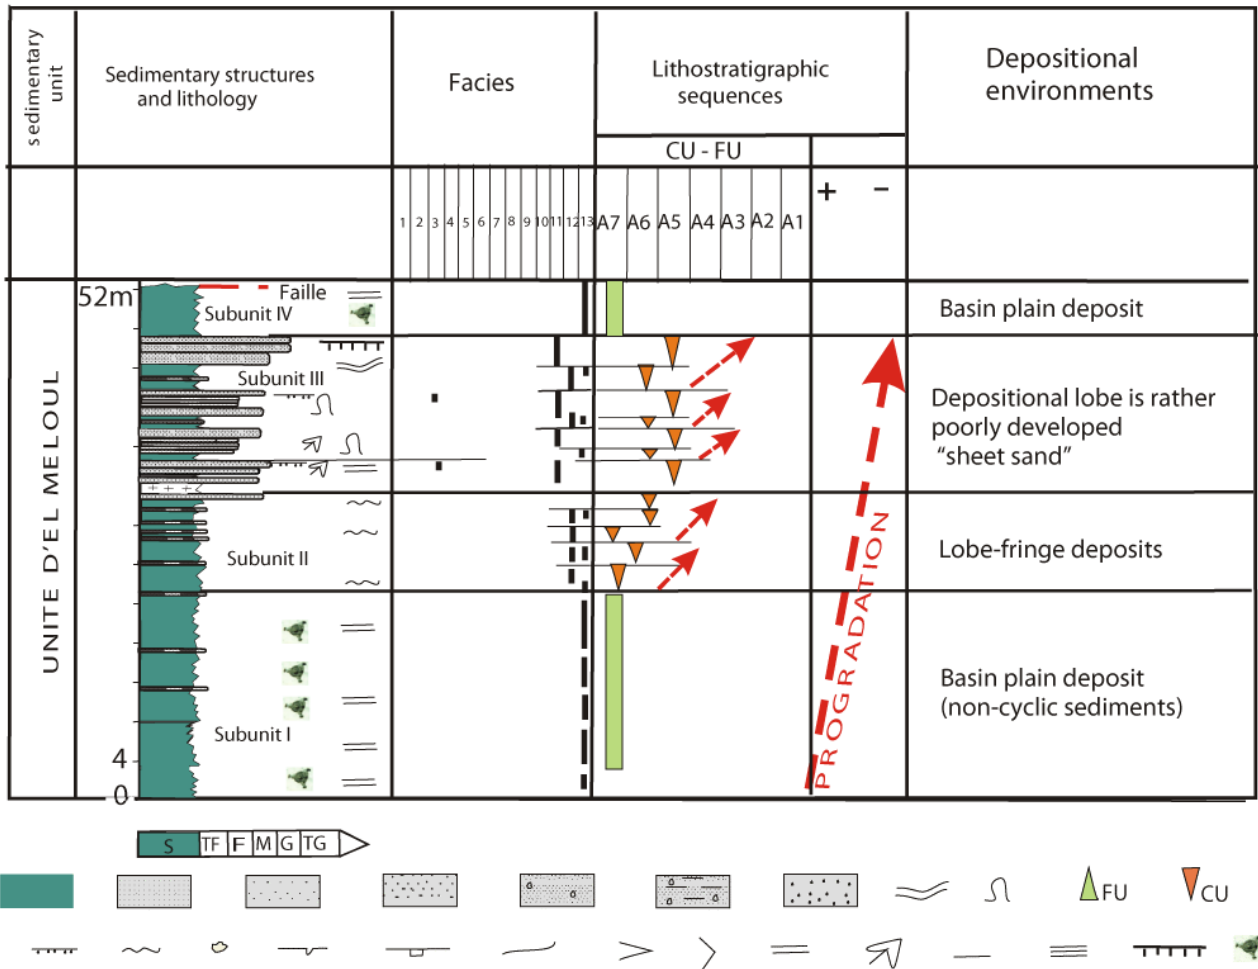 sedimentary
unit
Sedimentary structures
and lithology
Facies
Lithostratigraphic
sequences
Depositional
environments
CU - FU
+ −
1 2 3 4 5 6 7 8 9 10 11 12 13
A7 A6 A5 A4 A3 A2 A1
UNITE D'EL MELOUL
52m
Faille
Subunit IV
Basin plain deposit
Subunit III
Depositional lobe is rather
poorly developed
“sheet sand”
Subunit II
Lobe-fringe deposits
Subunit I
Basin plain deposit
(non-cyclic sediments)
PROGRADATION
4
0
S TF F M G TG
FU
CU